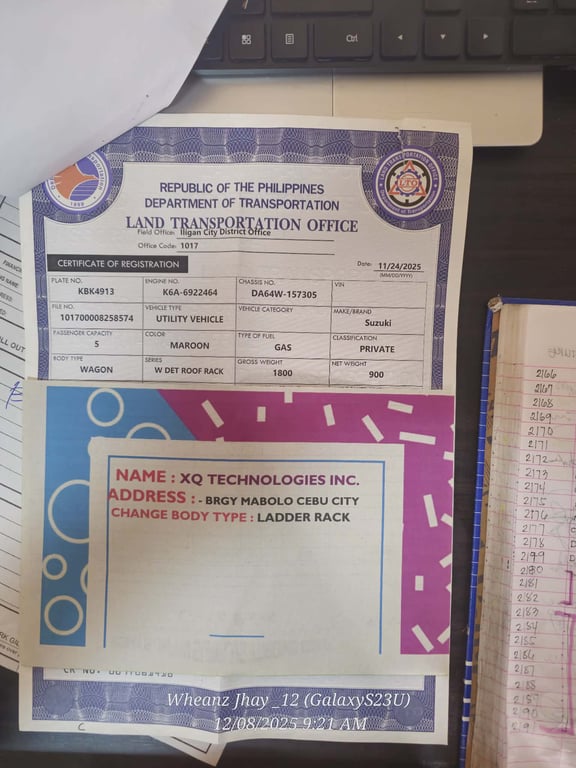 Ctrl
REPUBLIC OF THE PHILIPPINES
DEPARTMENT OF TRANSPORTATION
LAND TRANSPORTATION OFFICE
Field Office: Iligan City District Office
Office Code: 1017
CERTIFICATE OF REGISTRATION
Date: 11/24/2025
(MM/DD/YYYY)
PLATE NO. ENGINE NO. CHASSIS NO. VIN
KBK4913 K6A-6922464 DA64W-157305
FILE NO. VEHICLE TYPE VEHICLE CATEGORY MAKE/BRAND
101700008258574 UTILITY VEHICLE Suzuki
PASSENGER CAPACITY COLOR TYPE OF FUEL CLASSIFICATION
5 MAROON GAS PRIVATE
BODY TYPE SERIES GROSS WEIGHT NET WEIGHT
WAGON W DET ROOF RACK 1800 900
NAME : XQ TECHNOLOGIES INC.
ADDRESS : - BRGY MABOLO CEBU CITY
CHANGE BODY TYPE : LADDER RACK
CR NO.
Wheanz Jhay _12 (GalaxyS23U)
12/08/2025 9:21 AM
C
2166
2167
2168
2169
2170
2171
2172
2173
2174
2175
2176
2177
2178
2199
2180
2181
2182
2183
2184
2185
2186
2187
2188